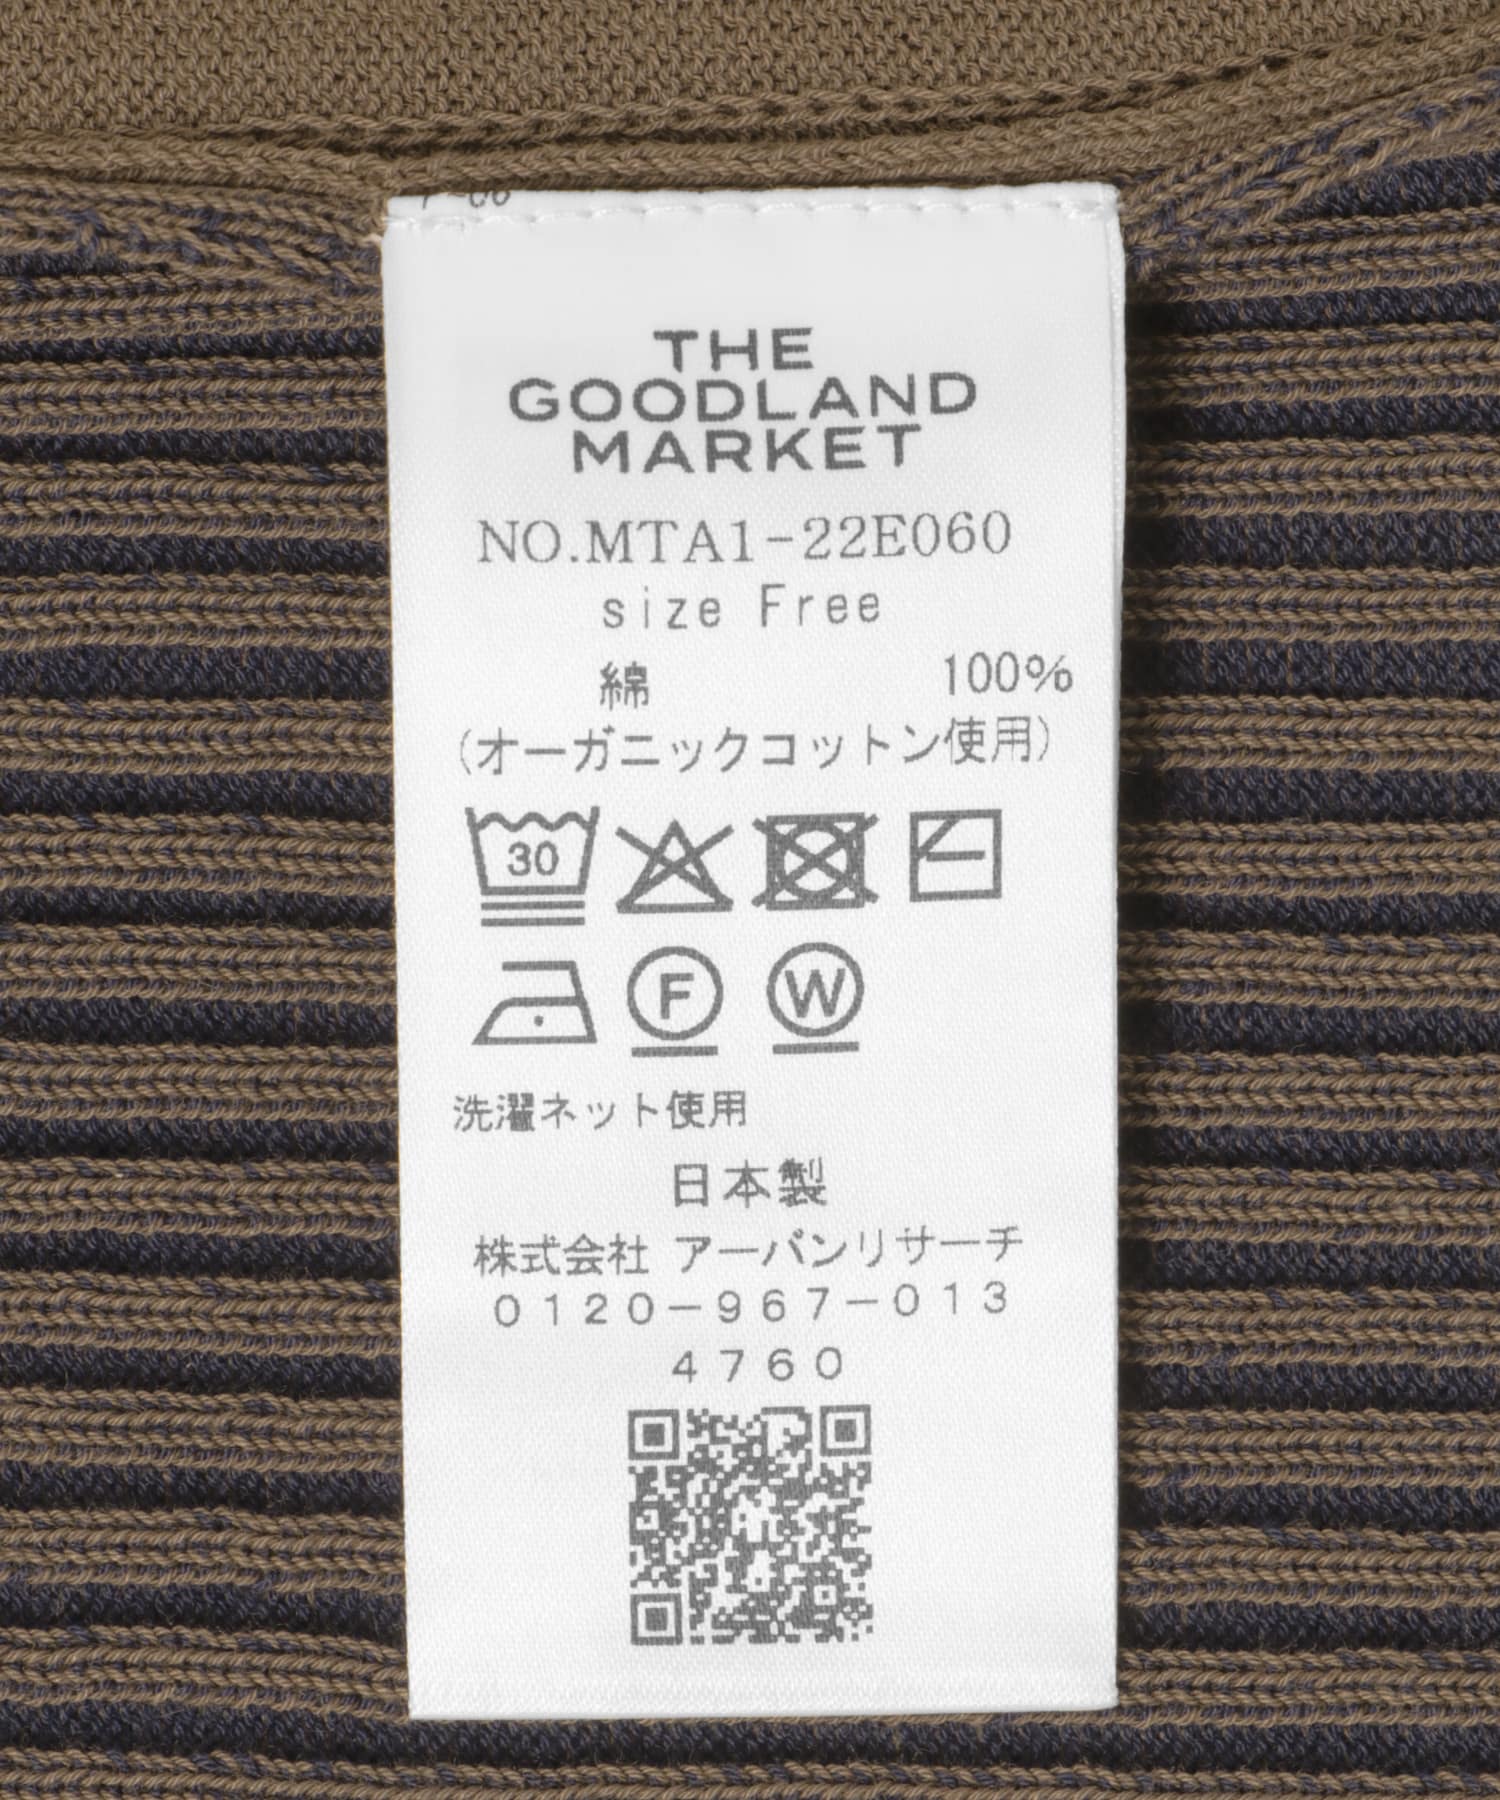 THE
GOODLAND
MARKET
NO.MTA1-22E060
size Free
綿 100%
(オーガニックコットン使用)
30
F W
洗濯ネット使用
日本製
株式会社 アーバンリサーチ
0120-967-013
4760